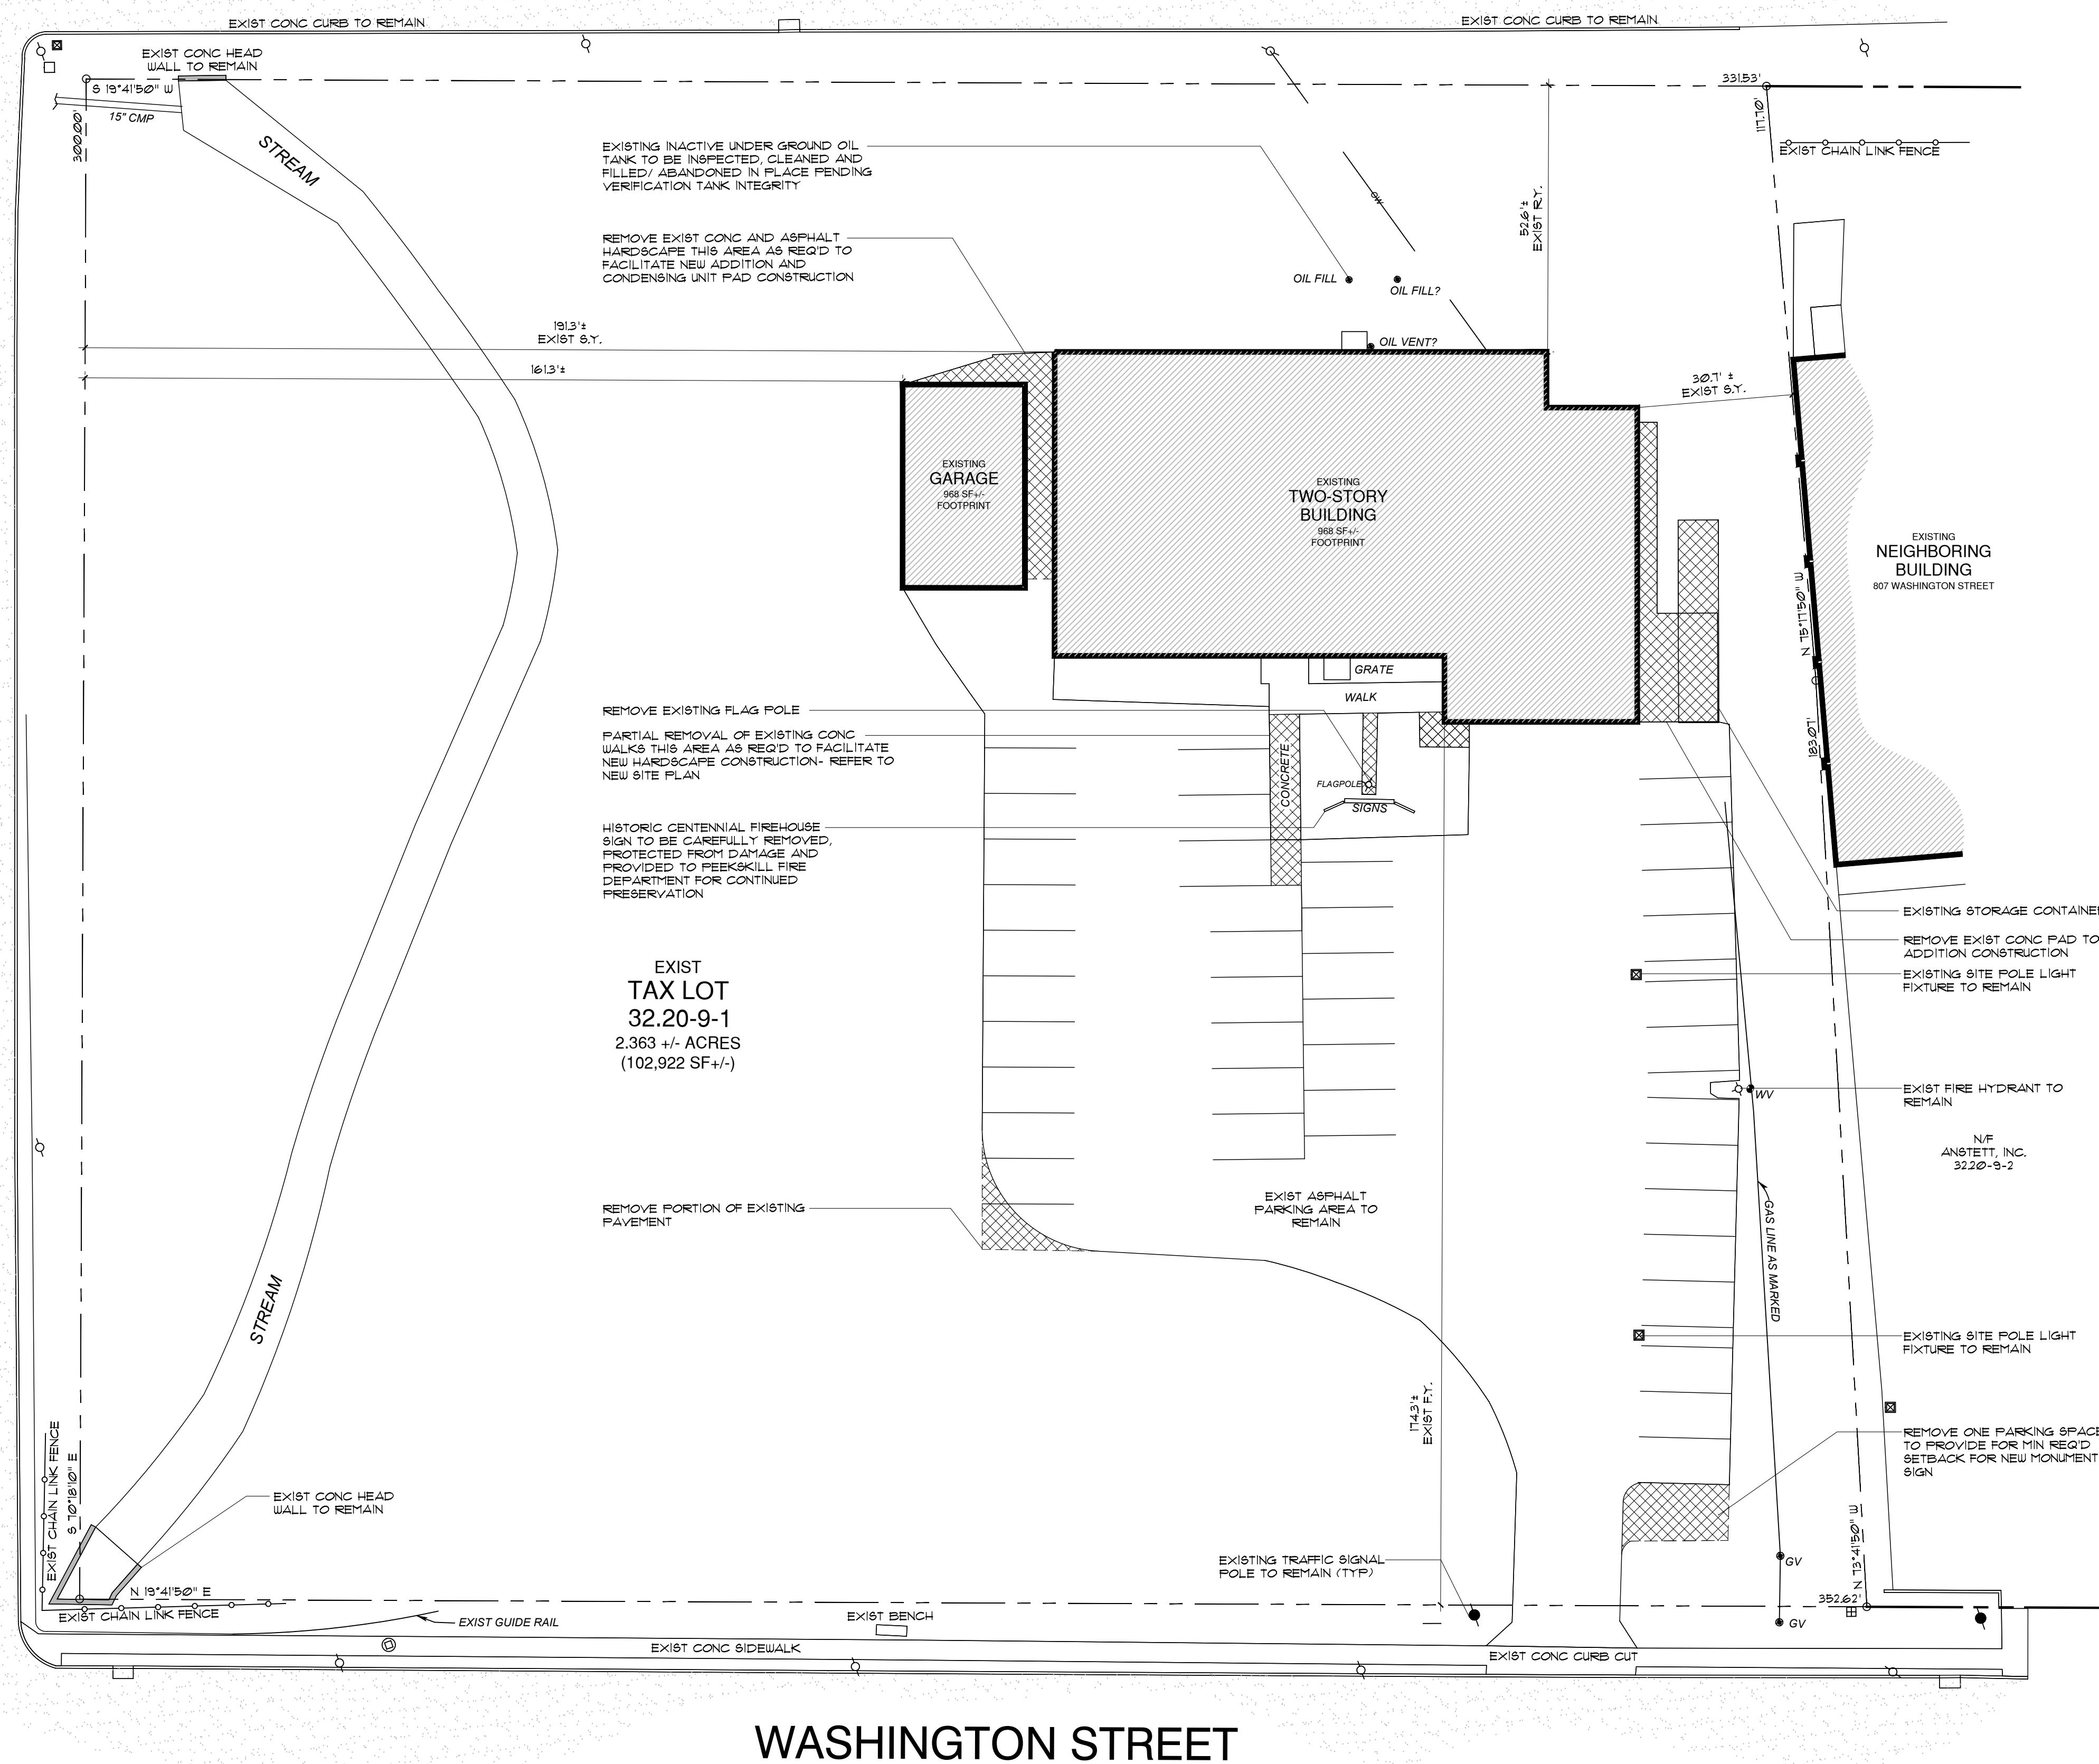 EXIST CONC CURB TO REMAIN
EXIST CONC CURB TO REMAIN
EXIST CONC HEAD
WALL TO REMAIN
S 19°41'50" W
15" CMP
300.00'
STREAM
331.53'
117.70'
EXIST CHAIN LINK FENCE
EXISTING INACTIVE UNDER GROUND OIL
TANK TO BE INSPECTED, CLEANED AND
FILLED/ ABANDONED IN PLACE PENDING
VERIFICATION TANK INTEGRITY
OW
52.6'±
EXIST R.Y.
REMOVE EXIST CONC AND ASPHALT
HARDSCAPE THIS AREA AS REQ'D TO
FACILITATE NEW ADDITION AND
CONDENSING UNIT PAD CONSTRUCTION
OIL FILL
OIL FILL?
OIL VENT?
191.3'±
EXIST S.Y.
161.3'±
30.7' ±
EXIST S.Y.
EXISTING
GARAGE
968 SF+/-
FOOTPRINT
EXISTING
TWO-STORY
BUILDING
968 SF+/-
FOOTPRINT
EXISTING
NEIGHBORING
BUILDING
807 WASHINGTON STREET
N 75°17'50" W
183.07'
GRATE
WALK
REMOVE EXISTING FLAG POLE
PARTIAL REMOVAL OF EXISTING CONC
WALKS THIS AREA AS REQ'D TO FACILITATE
NEW HARDSCAPE CONSTRUCTION- REFER TO
NEW SITE PLAN
CONCRETE
FLAGPOLE
SIGNS
HISTORIC CENTENNIAL FIREHOUSE
SIGN TO BE CAREFULLY REMOVED,
PROTECTED FROM DAMAGE AND
PROVIDED TO PEEKSKILL FIRE
DEPARTMENT FOR CONTINUED
PRESERVATION
EXISTING STORAGE CONTAINE
REMOVE EXIST CONC PAD TO
ADDITION CONSTRUCTION
EXISTING SITE POLE LIGHT
FIXTURE TO REMAIN
EXIST
TAX LOT
32.20-9-1
2.363 +/- ACRES
(102,922 SF+/-)
WV
EXIST FIRE HYDRANT TO
REMAIN
N/F
ANSTETT, INC.
32.20-9-2
REMOVE PORTION OF EXISTING
PAVEMENT
EXIST ASPHALT
PARKING AREA TO
REMAIN
GAS LINE AS MARKED
STREAM
EXISTING SITE POLE LIGHT
FIXTURE TO REMAIN
174.3'±
EXIST F.Y.
REMOVE ONE PARKING SPACE
TO PROVIDE FOR MIN REQ'D
SETBACK FOR NEW MONUMENT
SIGN
EXIST CHAIN LINK FENCE
S 70°18'10" E
EXIST CONC HEAD
WALL TO REMAIN
EXISTING TRAFFIC SIGNAL
POLE TO REMAIN (TYP)
GV
N 73°41'50" W
N 19°41'50" E
EXIST CHAIN LINK FENCE
EXIST GUIDE RAIL
EXIST BENCH
352.62'
GV
EXIST CONC SIDEWALK
EXIST CONC CURB CUT
WASHINGTON STREET